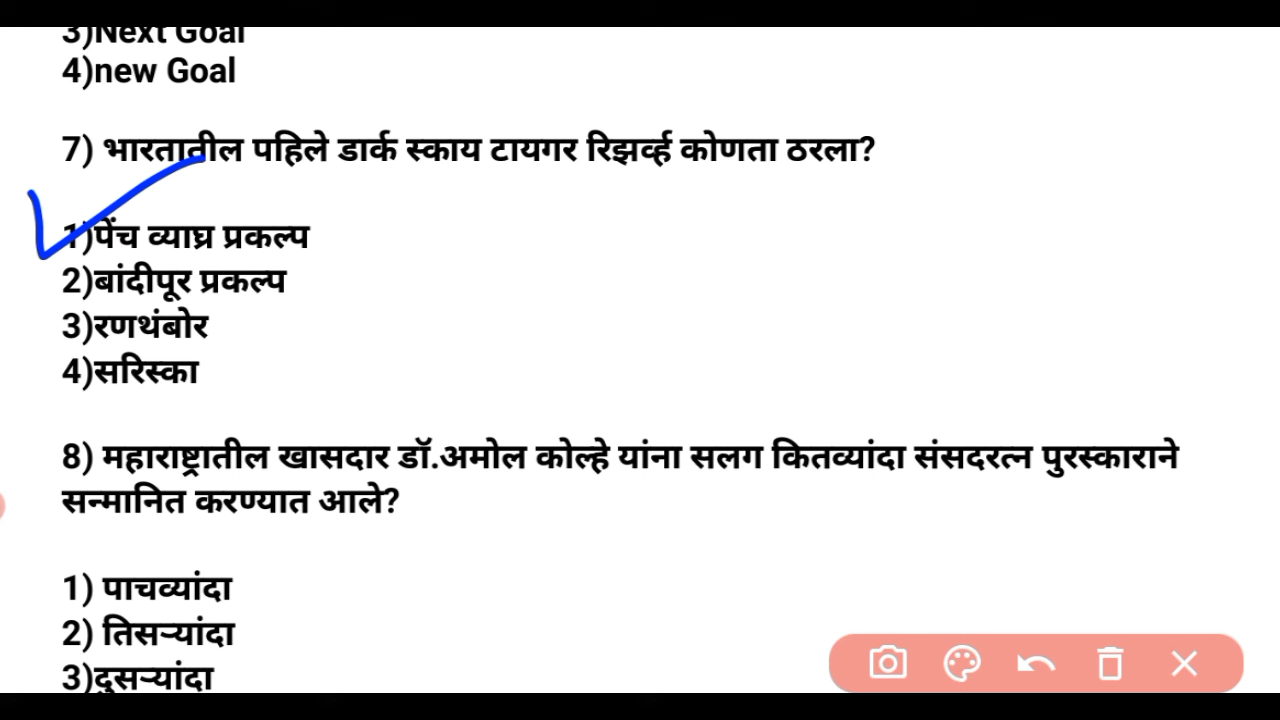 3)Next Goal
4)new Goal
7) भारतातील पहिले डार्क स्काय टायगर रिझर्व्ह कोणता ठरला?
1)पेंच व्याघ्र प्रकल्प
2)बांदीपूर प्रकल्प
3)रणथंबोर
4)सरिस्का
8) महाराष्ट्रातील खासदार डॉ.अमोल कोल्हे यांना सलग कितव्यांदा संसदरत्न पुरस्काराने
सन्मानित करण्यात आले?
1) पाचव्यांदा
2) तिसऱ्यांदा
3)दुसऱ्यांदा